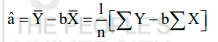 â = Y̅ − bX̅ = 1/n [∑Y − b∑X]